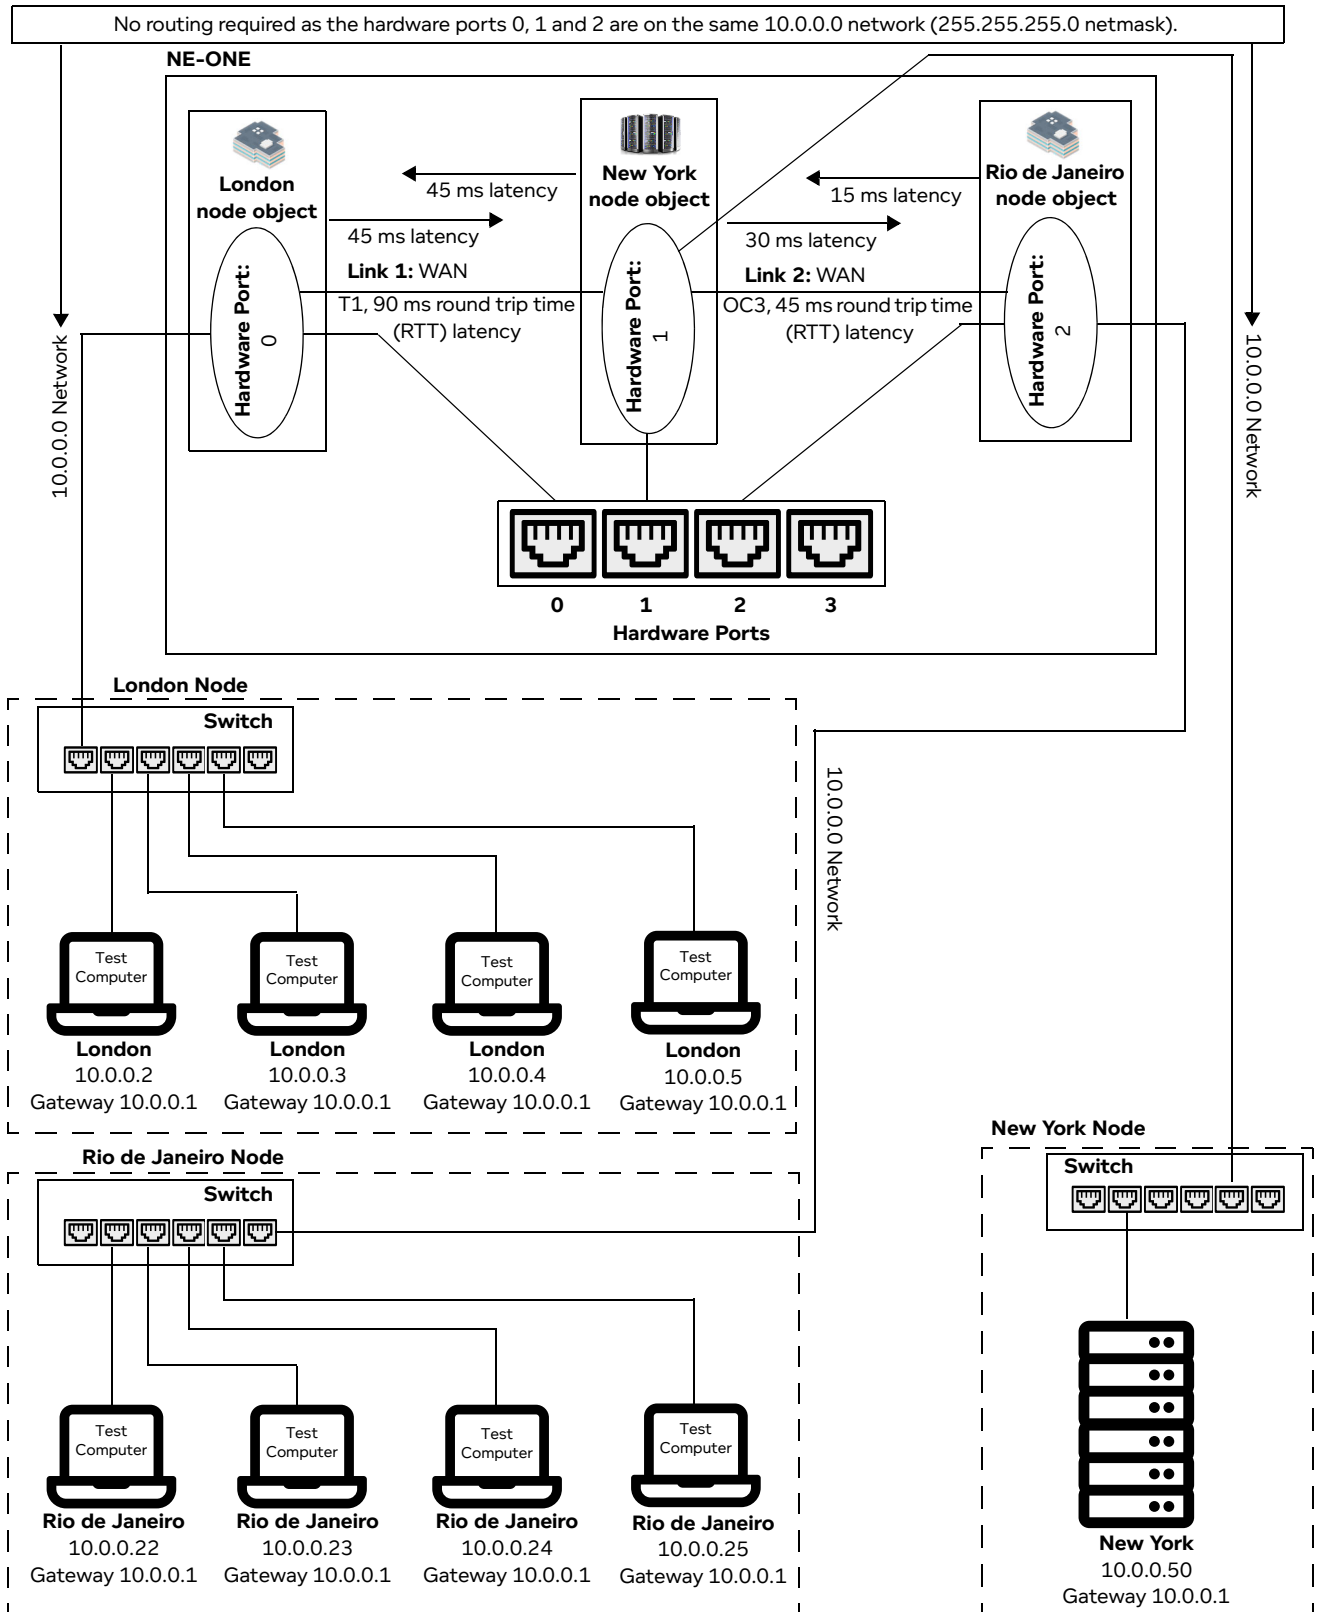 No routing required as the hardware ports 0, 1 and 2 are on the same 10.0.0.0 network (255.255.255.0 netmask).
NE-ONE
London
node object
New York
node object
Rio de Janeiro
node object
45 ms latency
45 ms latency
15 ms latency
30 ms latency
Link 1: WAN
T1, 90 ms round trip time
(RTT) latency
Link 2: WAN
OC3, 45 ms round trip time
(RTT) latency
Hardware Port:
0
Hardware Port:
1
Hardware Port:
2
10.0.0.0 Network
10.0.0.0 Network
0
1
2
3
Hardware Ports
London Node
Switch
10.0.0.0 Network
Test
Computer
Test
Computer
Test
Computer
Test
Computer
London
10.0.0.2
Gateway 10.0.0.1
London
10.0.0.3
Gateway 10.0.0.1
London
10.0.0.4
Gateway 10.0.0.1
London
10.0.0.5
Gateway 10.0.0.1
Rio de Janeiro Node
Switch
Test
Computer
Test
Computer
Test
Computer
Test
Computer
Rio de Janeiro
10.0.0.22
Gateway 10.0.0.1
Rio de Janeiro
10.0.0.23
Gateway 10.0.0.1
Rio de Janeiro
10.0.0.24
Gateway 10.0.0.1
Rio de Janeiro
10.0.0.25
Gateway 10.0.0.1
New York Node
Switch
New York
10.0.0.50
Gateway 10.0.0.1